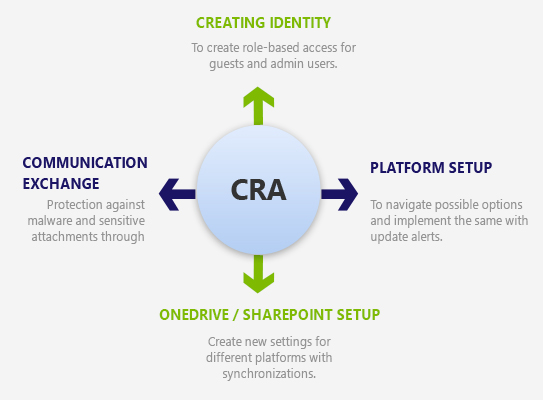 CREATING IDENTITY
To create role-based access for
guests and admin users.
COMMUNICATION
EXCHANGE
Protection against
malware and sensitive
attachments through
CRA
PLATFORM SETUP
To navigate possible options
and implement the same with
update alerts.
ONEDRIVE / SHAREPOINT SETUP
Create new settings for
different platforms with
synchronizations.